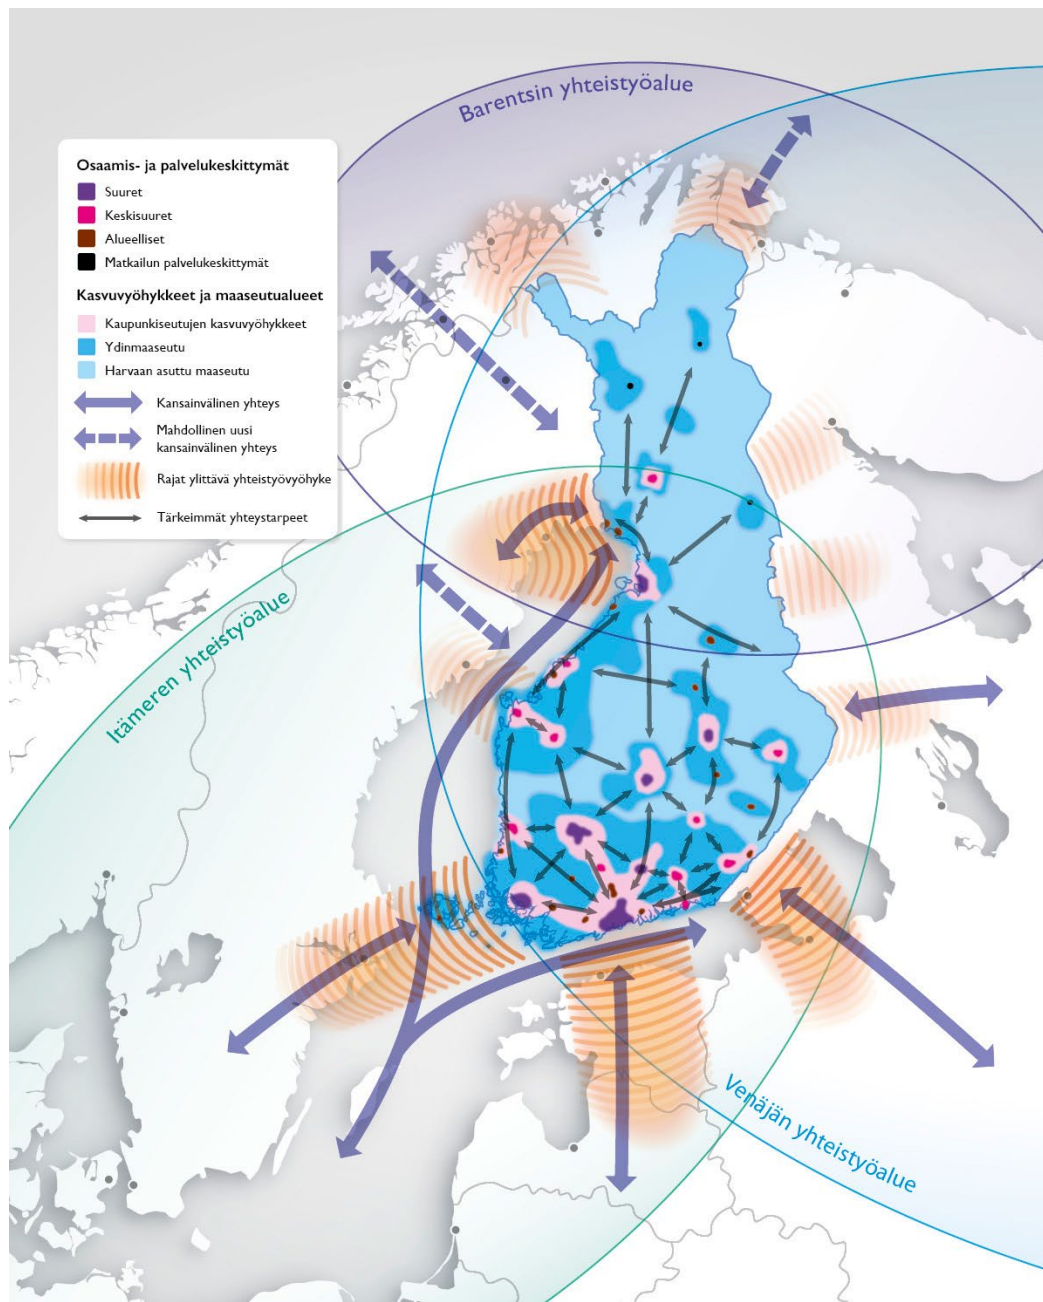 Barentsin yhteistyöalue
Osaamis- ja palvelukeskittymät
Suuret
Keskisuuret
Alueelliset
Matkailun palvelukeskittymät
Kasvuvyöhykkeet ja maaseutualueet
Kaupunkiseutujen kasvuvyöhykkeet
Ydinmaaseutu
Harvaan asuttu maaseutu
Kansainvälinen yhteys
Mahdollinen uusi
kansainvälinen yhteys
Rajat ylittävä yhteistyövyöhyke
Tärkeimmät yhteystarpeet
Itämeren yhteistyöalue
Venäjän yhteistyöalue